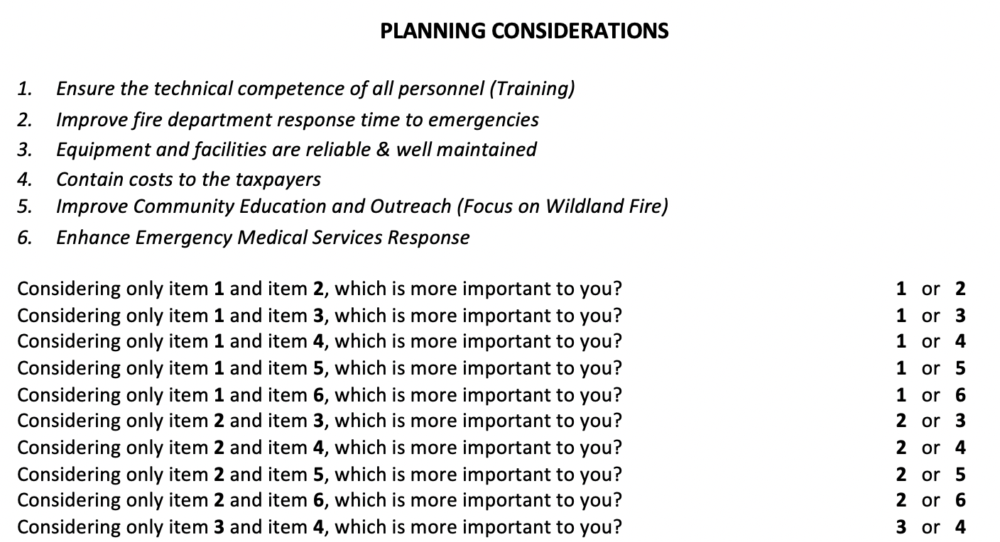 PLANNING CONSIDERATIONS
1. Ensure the technical competence of all personnel (Training)
2. Improve fire department response time to emergencies
3. Equipment and facilities are reliable & well maintained
4. Contain costs to the taxpayers
5. Improve Community Education and Outreach (Focus on Wildland Fire)
6. Enhance Emergency Medical Services Response
Considering only item 1 and item 2, which is more important to you? 1 or 2
Considering only item 1 and item 3, which is more important to you? 1 or 3
Considering only item 1 and item 4, which is more important to you? 1 or 4
Considering only item 1 and item 5, which is more important to you? 1 or 5
Considering only item 1 and item 6, which is more important to you? 1 or 6
Considering only item 2 and item 3, which is more important to you? 2 or 3
Considering only item 2 and item 4, which is more important to you? 2 or 4
Considering only item 2 and item 5, which is more important to you? 2 or 5
Considering only item 2 and item 6, which is more important to you? 2 or 6
Considering only item 3 and item 4, which is more important to you? 3 or 4